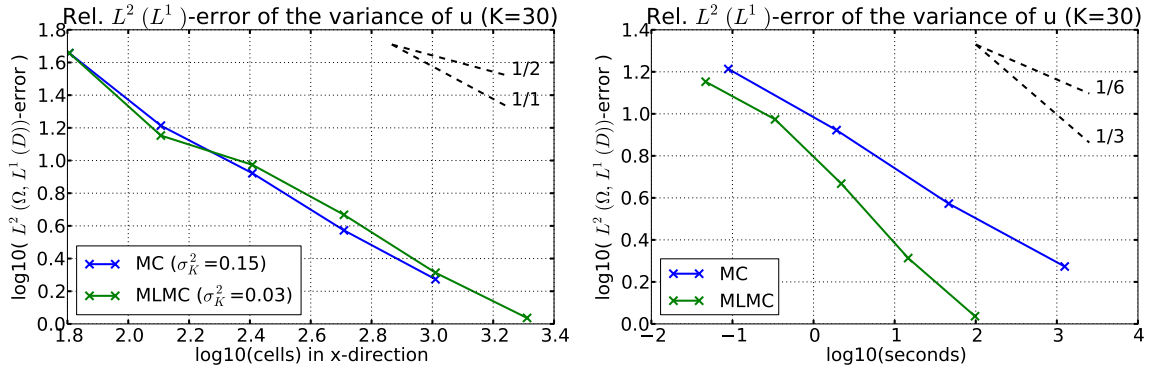 Rel. L² (L¹)-error of the variance of u (K=30)
log10( L² (Ω, L¹ (D))-error )
1.8
1.6
1.4
1.2
1.0
0.8
0.6
0.4
0.2
0.0
1/2
1/1
MC (σ²_K=0.15)
MLMC (σ²_K=0.03)
1.8 2.0 2.2 2.4 2.6 2.8 3.0 3.2 3.4
log10(cells) in x-direction
Rel. L² (L¹)-error of the variance of u (K=30)
log10( L² (Ω, L¹ (D))-error )
1.4
1.2
1.0
0.8
0.6
0.4
0.2
0.0
1/6
1/3
MC
MLMC
−2 −1 0 1 2 3 4
log10(seconds)